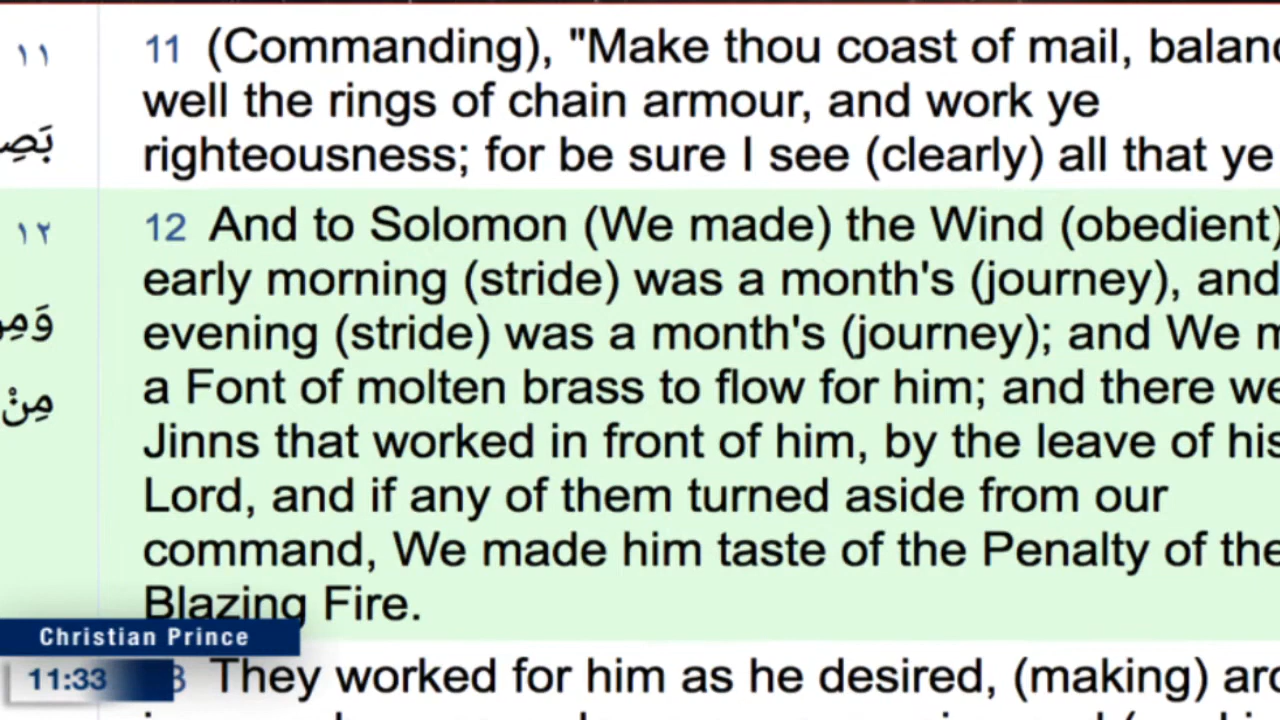 ١١
11 (Commanding), "Make thou coast of mail, balanc
well the rings of chain armour, and work ye
بَصِ
righteousness; for be sure I see (clearly) all that ye
١٢
12 And to Solomon (We made) the Wind (obedient)
early morning (stride) was a month's (journey), and
وَمِ
evening (stride) was a month's (journey); and We m
a Font of molten brass to flow for him; and there we
مِنْ
Jinns that worked in front of him, by the leave of his
Lord, and if any of them turned aside from our
command, We made him taste of the Penalty of the
Blazing Fire.
Christian Prince
11:33
3 They worked for him as he desired, (making) arc